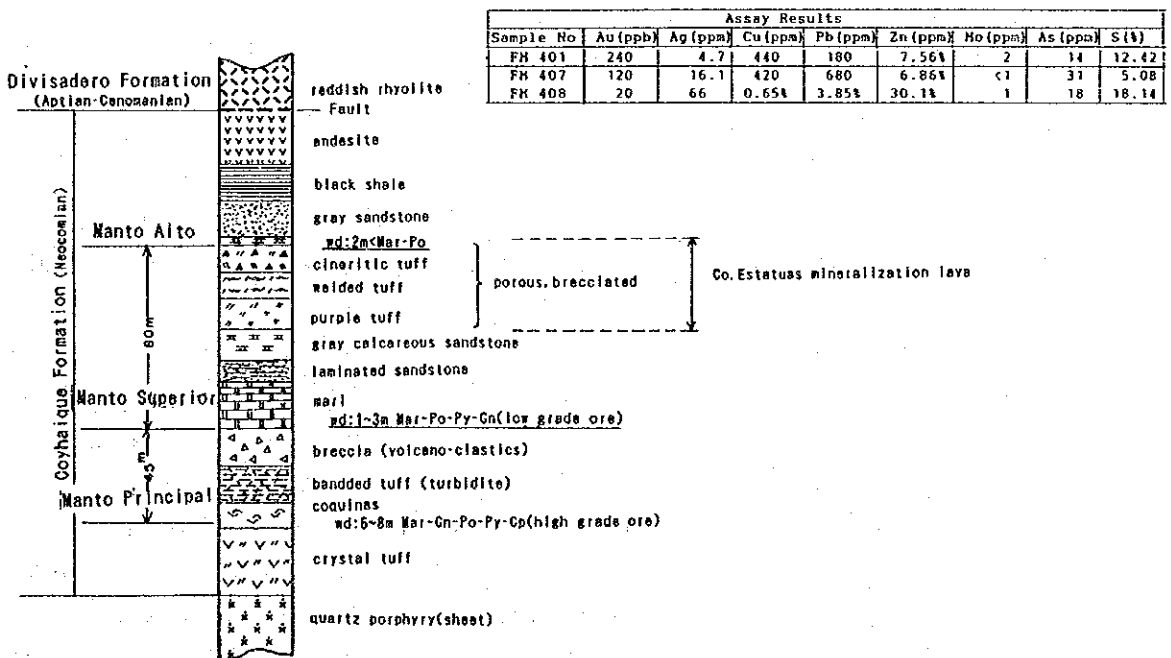 Assay Results
Sample No Au(ppb) Ag(ppm) Cu(ppm) Pb(ppm) Zn(ppm) Mo(ppm) As(ppm) S(%)
FM 401 240 4.7 440 180 7.56% 2 14 12.42
FM 407 120 16.1 420 680 6.86% <1 31 5.08
FM 408 20 66 0.65% 3.85% 30.1% 1 18 18.14
Divisadero Formation
(Aptian-Cenomanian)
reddish rhyolite
Fault
andesite
black shale
gray sandstone
Manto Alto
wd:2m<Mar-Po
cineritic tuff
welded tuff
purple tuff
porous,brecciated
Co.Estatuas mineralization lava
gray calcareous sandstone
laminated sandstone
Coyhaique Formation (Neocomian)
80m
Manto Superior
marl
wd:1~3m Mar-Po-Py-Gn(low grade ore)
breccia (volcano-clastics)
45m
bandded tuff (turbidite)
Manto Principal
coquinas
wd:6~8m Mar-Gn-Po-Py-Cp(high grade ore)
crystal tuff
quartz porphyry(sheet)